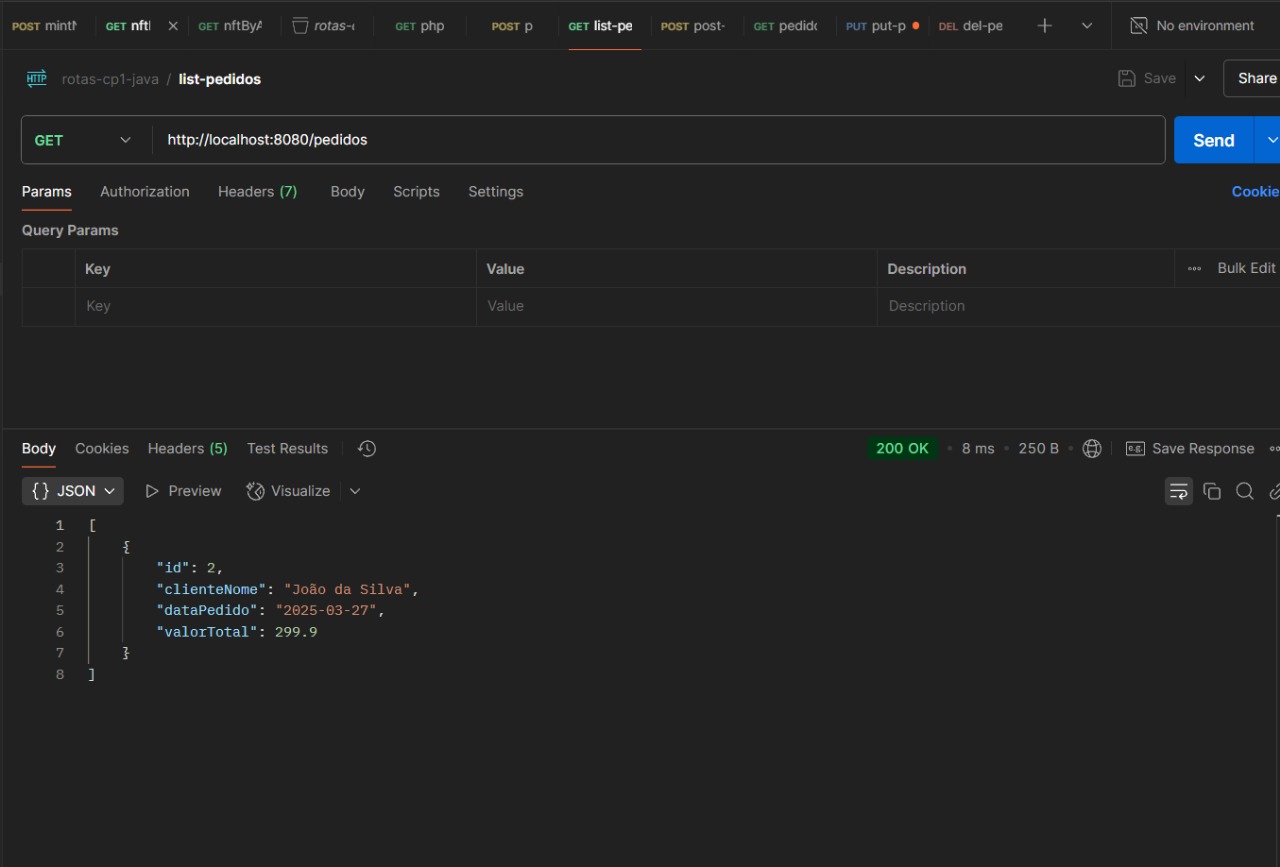 POST mintN GET nftl GET nftByA rotas-c GET php POST p GET list-pe POST post- GET pedido PUT put-p DEL del-pe No environment
HTTP rotas-cp1-java / list-pedidos Save Share
GET http://localhost:8080/pedidos Send
Params Authorization Headers (7) Body Scripts Settings Cookie
Query Params
Key Value Description Bulk Edit
Key Value Description
Body Cookies Headers (5) Test Results 200 OK 8 ms 250 B e.g. Save Response
{} JSON Preview Visualize
1 [
2 {
3 "id": 2,
4 "clienteNome": "João da Silva",
5 "dataPedido": "2025-03-27",
6 "valorTotal": 299.9
7 }
8 ]